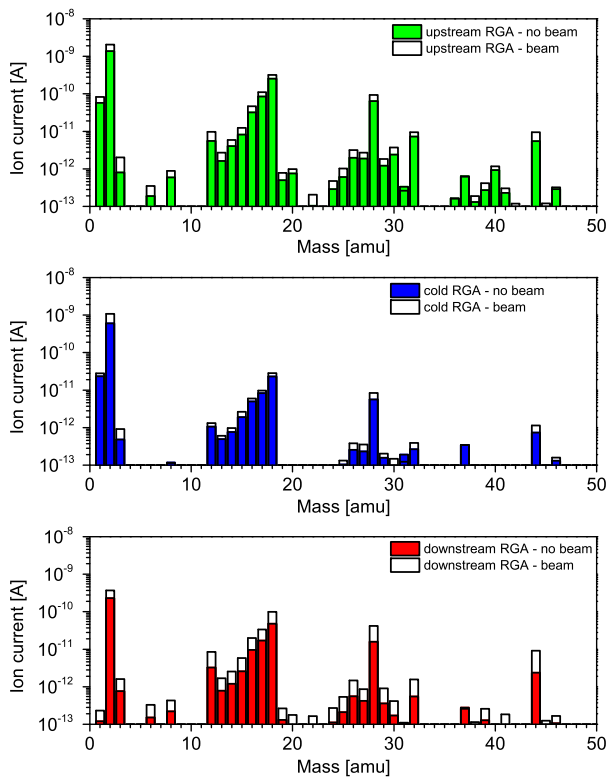 upstream RGA - no beam
upstream RGA - beam
Ion current [A]
10^-8
10^-9
10^-10
10^-11
10^-12
10^-13
0 10 20 30 40 50
Mass [amu]
cold RGA - no beam
cold RGA - beam
Ion current [A]
10^-8
10^-9
10^-10
10^-11
10^-12
10^-13
0 10 20 30 40 50
Mass [amu]
downstream RGA - no beam
downstream RGA - beam
Ion current [A]
10^-8
10^-9
10^-10
10^-11
10^-12
10^-13
0 10 20 30 40 50
Mass [amu]